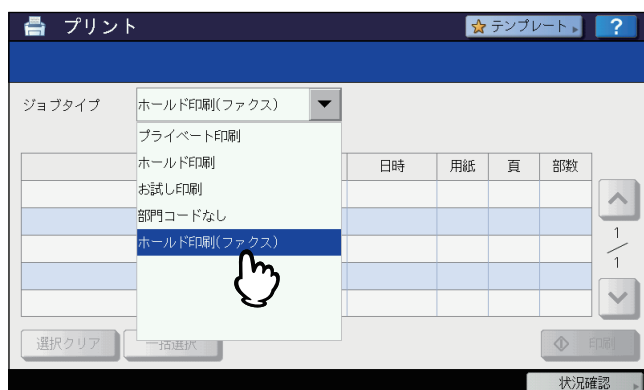 プリント
テンプレート
?
ジョブタイプ
ホールド印刷(ファクス)
プライベート印刷
ホールド印刷
お試し印刷
部門コードなし
ホールド印刷(ファクス)
日時
用紙
頁
部数
1
1
選択クリア
一括選択
印刷
状況確認